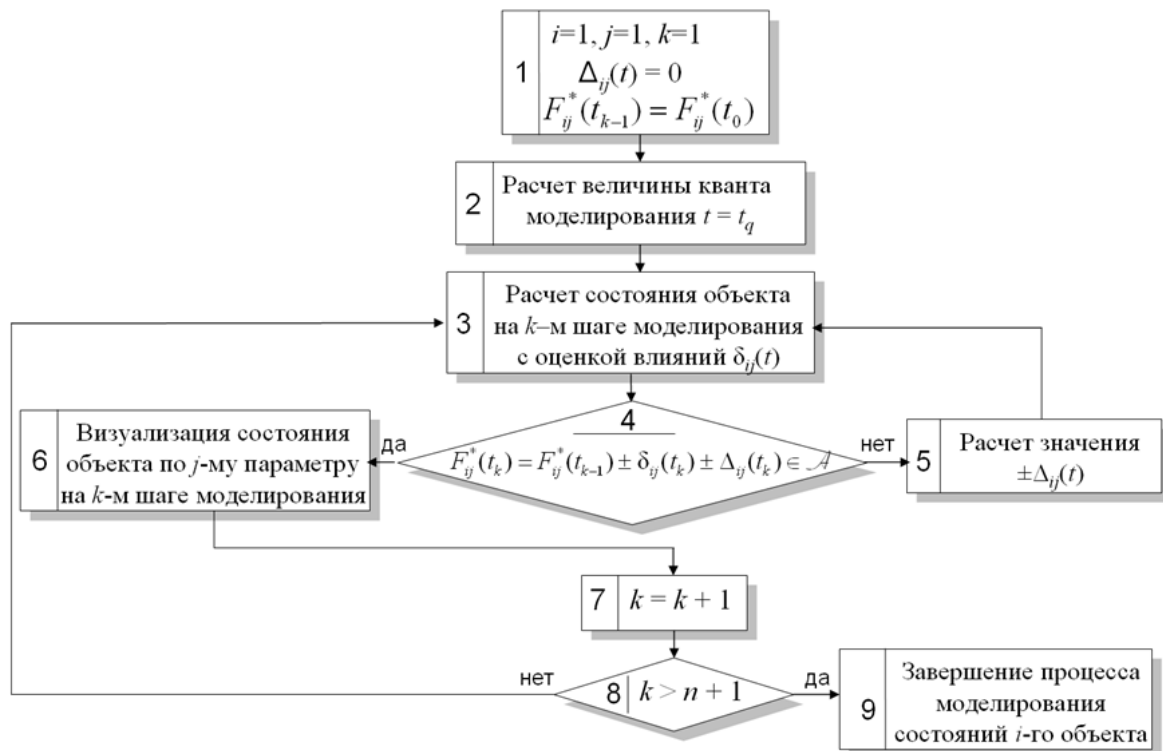 1
i=1, j=1, k=1
Δij(t) = 0
F*ij(tk–1) = F*ij(t0)
2
Расчет величины кванта
моделирования t = tq
3
Расчет состояния объекта
на k–м шаге моделирования
с оценкой влияний δij(t)
4
F*ij(tk) = F*ij(tk–1) ± δij(tk) ± Δij(tk) ∈ 𝒜
да
нет
5
Расчет значения
±Δij(t)
6
Визуализация состояния
объекта по j-му параметру
на k-м шаге моделирования
7
k = k + 1
8
k > n + 1
нет
да
9
Завершение процесса
моделирования
состояний i-го объекта